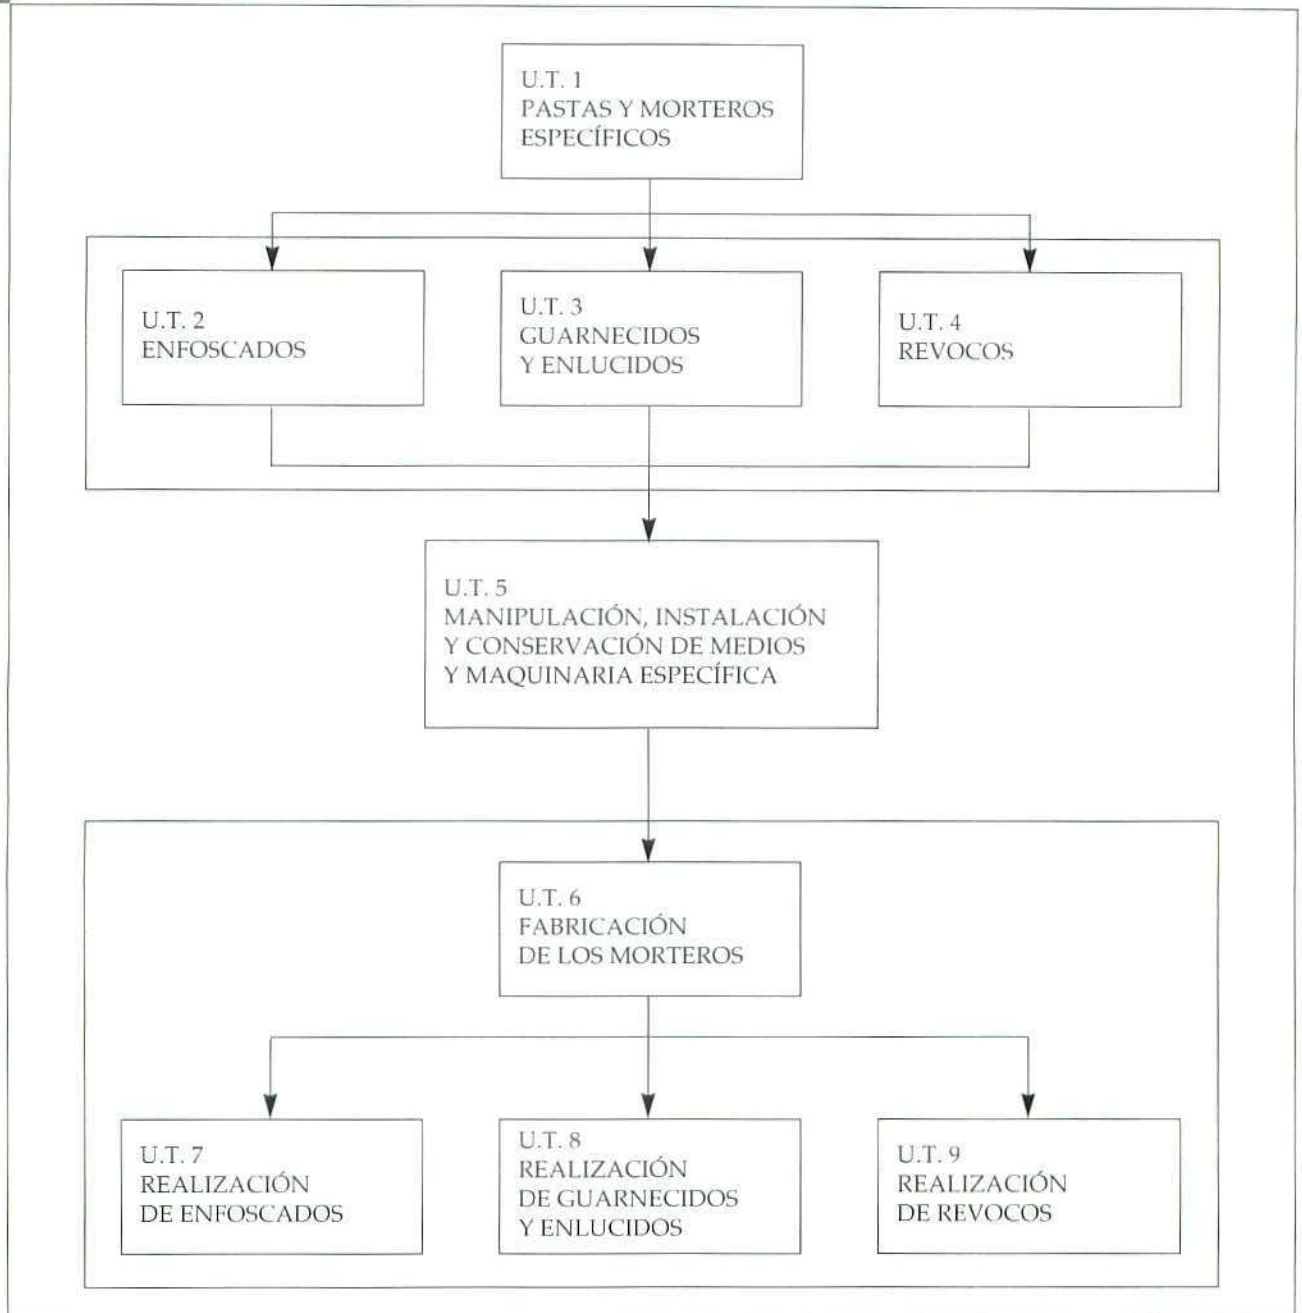 U.T. 1
PASTAS Y MORTEROS
ESPECÍFICOS
U.T. 2
ENFOSCADOS
U.T. 3
GUARNECIDOS
Y ENLUCIDOS
U.T. 4
REVOCOS
U.T. 5
MANIPULACIÓN, INSTALACIÓN
Y CONSERVACIÓN DE MEDIOS
Y MAQUINARIA ESPECÍFICA
U.T. 6
FABRICACIÓN
DE LOS MORTEROS
U.T. 7
REALIZACIÓN
DE ENFOSCADOS
U.T. 8
REALIZACIÓN
DE GUARNECIDOS
Y ENLUCIDOS
U.T. 9
REALIZACIÓN
DE REVOCOS